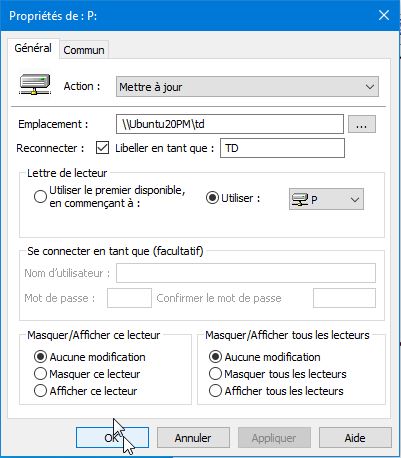 Propriétés de : P:
Général
Commun
Action :
Mettre à jour
Emplacement :
\\Ubuntu20PM\td
...
Reconnecter :
Libeller en tant que :
TD
Lettre de lecteur
Utiliser le premier disponible,
en commençant à :
Utiliser :
P
Se connecter en tant que (facultatif)
Nom d'utilisateur :
Mot de passe :
Confirmer le mot de passe
Masquer/Afficher ce lecteur
Aucune modification
Masquer ce lecteur
Afficher ce lecteur
Masquer/Afficher tous les lecteurs
Aucune modification
Masquer tous les lecteurs
Afficher tous les lecteurs
OK
Annuler
Appliquer
Aide